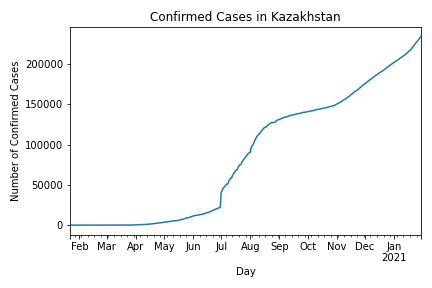 Confirmed Cases in Kazakhstan
Number of Confirmed Cases
200000
150000
100000
50000
0
Feb Mar Apr May Jun Jul Aug Sep Oct Nov Dec Jan
2021
Day